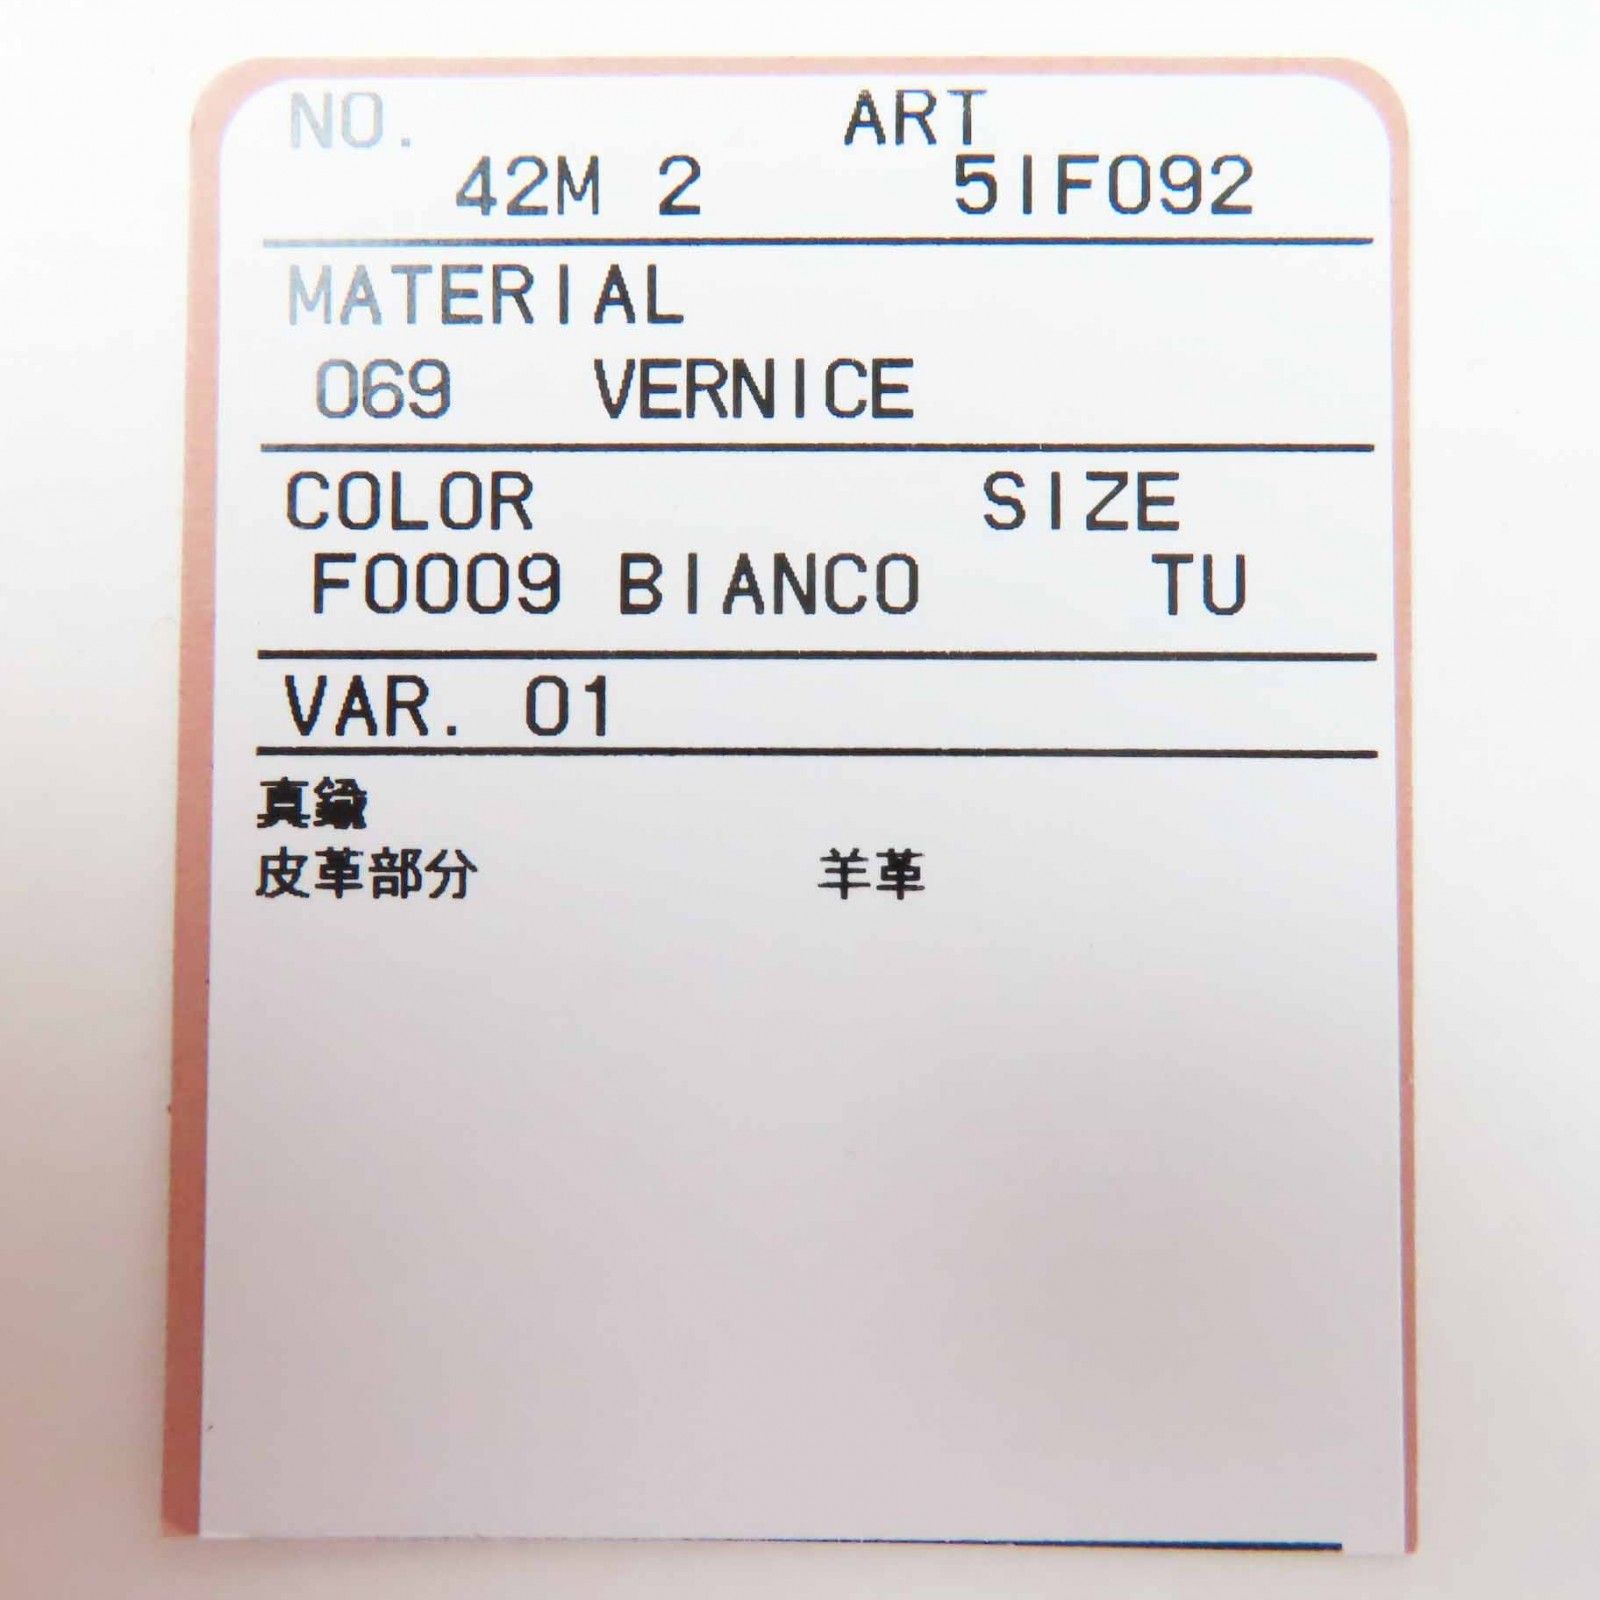 NO. ART
42M 2 51F092
MATERIAL
069 VERNICE
COLOR SIZE
F0009 BIANCO TU
VAR. 01
真鍮
皮革部分 羊革